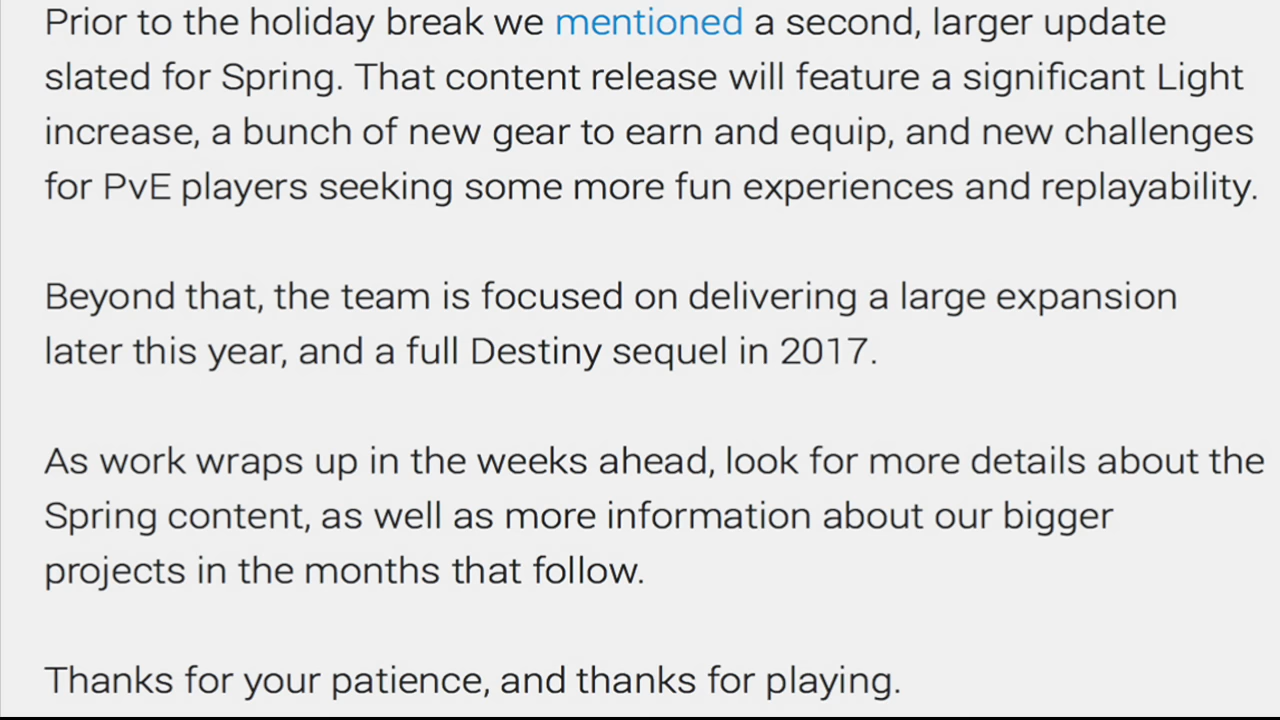 Prior to the holiday break we mentioned a second, larger update
slated for Spring. That content release will feature a significant Light
increase, a bunch of new gear to earn and equip, and new challenges
for PvE players seeking some more fun experiences and replayability.
Beyond that, the team is focused on delivering a large expansion
later this year, and a full Destiny sequel in 2017.
As work wraps up in the weeks ahead, look for more details about the
Spring content, as well as more information about our bigger
projects in the months that follow.
Thanks for your patience, and thanks for playing.